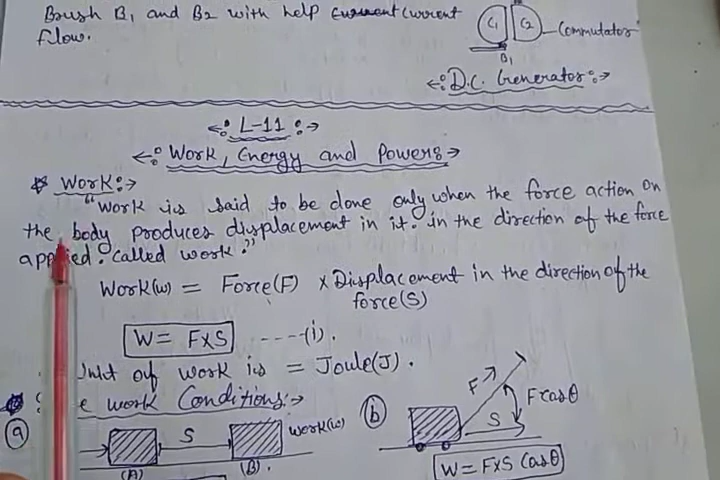 Brush B1 and B2 with help current current
flow.
C1 C2 Commutator
B1
D.C. Generator
L-11
Work, Energy and Powers
Work:→
"Work is said to be done only when the force action on
the body produces displacement in it. in the direction of the force
applied. called work."
Work(w) = Force(F) × Displacement in the direction of the
force(S)
W = F×S ----(i).
Unit of work is = Joule(J).
work Conditions:→
(a) S work(w)
(A) (B).
(b) F F cosθ
S
W = F×S Cosθ